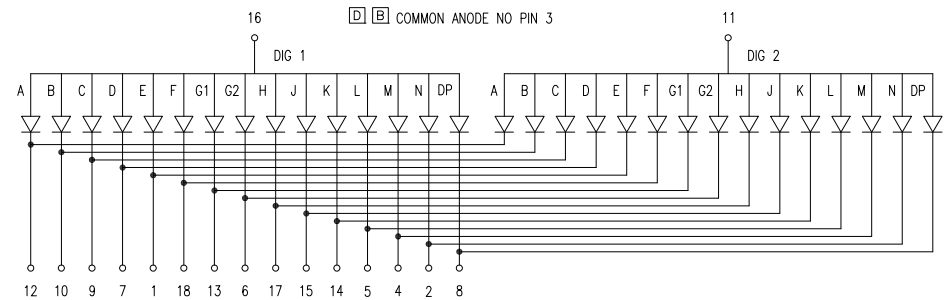 16 D B COMMON ANODE NO PIN 3 11
DIG 1 DIG 2
A B C D E F G1 G2 H J K L M N DP A B C D E F G1 G2 H J K L M N DP
12 10 9 7 1 18 13 6 17 15 14 5 4 2 8